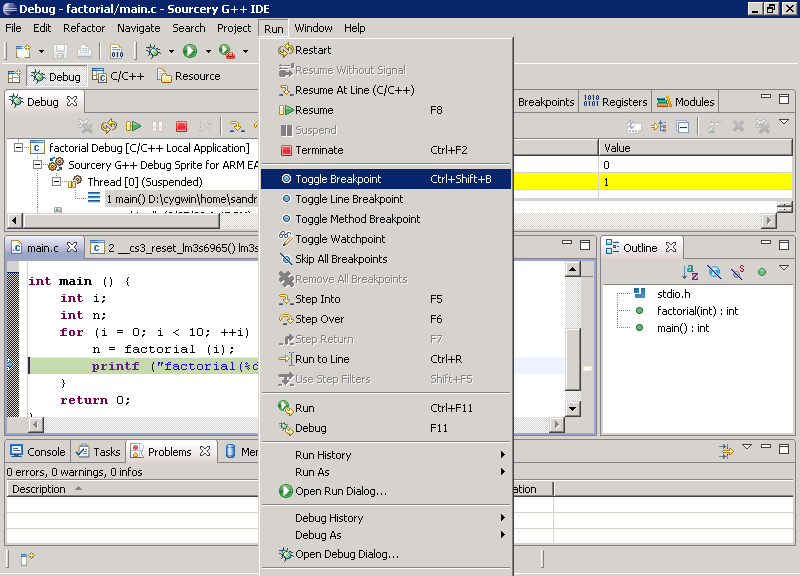 Debug - factorial/main.c - Sourcery G++ IDE
File Edit Refactor Navigate Search Project Run Window Help
Debug C/C++ Resource
Debug
Breakpoints Registers Modules
factorial Debug [C/C++ Local Application]
Sourcery G++ Debug Sprite for ARM EA
Thread [0] (Suspended)
1 main() D:\cygwin\home\sandr
Value
0
1
Restart
Resume Without Signal
Resume At Line (C/C++)
Resume F8
Suspend
Terminate Ctrl+F2
Toggle Breakpoint Ctrl+Shift+B
Toggle Line Breakpoint
Toggle Method Breakpoint
Toggle Watchpoint
Skip All Breakpoints
Remove All Breakpoints
Step Into F5
Step Over F6
Step Return F7
Run to Line Ctrl+R
Use Step Filters Shift+F5
Run Ctrl+F11
Debug F11
Run History
Run As
Open Run Dialog...
Debug History
Debug As
Open Debug Dialog...
main.c 2 __cs3_reset_lm3s6965() lm3s
int main () {
int i;
int n;
for (i = 0; i < 10; ++i)
n = factorial (i);
printf ("factorial(%d
}
return 0;
Outline
stdio.h
factorial(int) : int
main() : int
Console Tasks Problems Mer
0 errors, 0 warnings, 0 infos
Description
ation